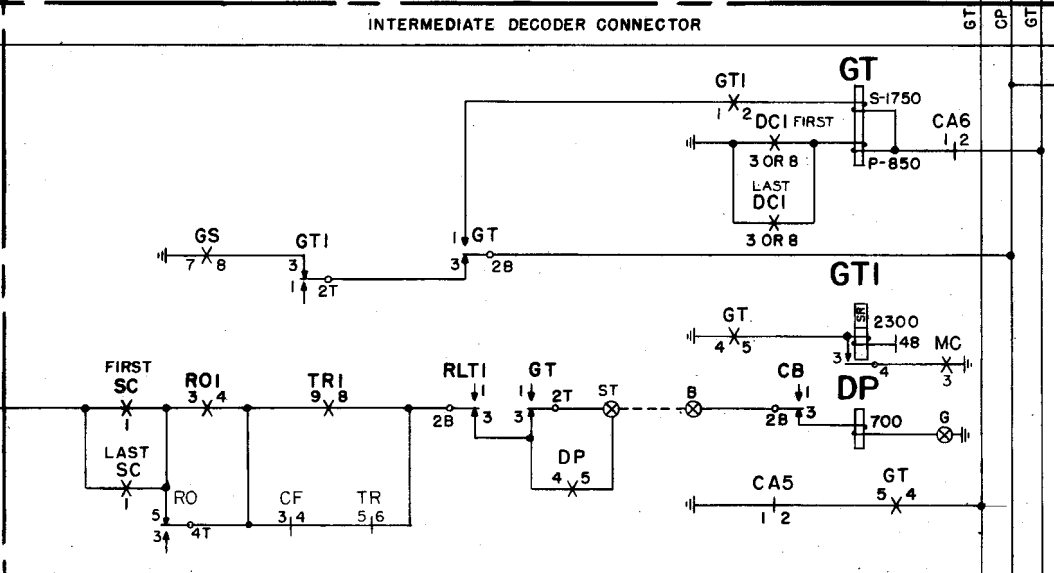 INTERMEDIATE DECODER CONNECTOR
GT
CP
GT
GT
GT1
1 2
S-1750
DC1 FIRST
3 OR 8
CA6
1 2
P-850
LAST
DC1
3 OR 8
GS
7 8
GT1
3
1
2T
1
GT
3
2B
GT1
GT
4 5
SR
2300
48
3
4
MC
3
FIRST
SC
1
RO1
3 4
TR1
9 8
2B
RLT1
1
3
GT
1
3
2T
ST
B
CB
1
2B
3
DP
700
G
LAST
SC
1
RO
5
3
4T
CF
3 4
TR
5 6
DP
4 5
CA5
1 2
GT
5 4